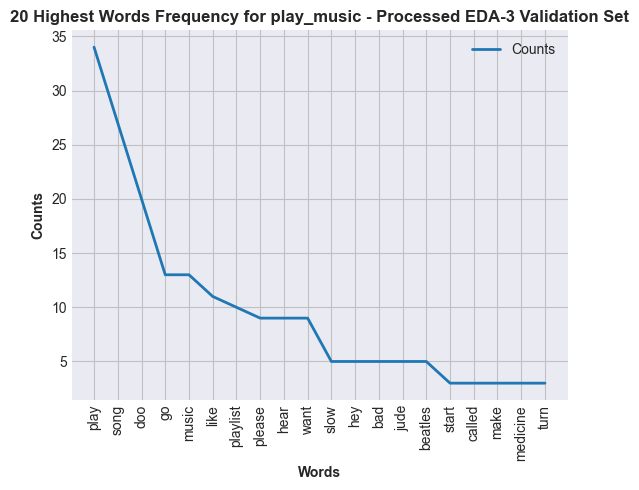 20 Highest Words Frequency for play_music - Processed EDA-3 Validation Set
Counts
35
30
25
20
15
10
5
Counts
play
song
doo
go
music
like
playlist
please
hear
want
slow
hey
bad
jude
beatles
start
called
make
medicine
turn
Words